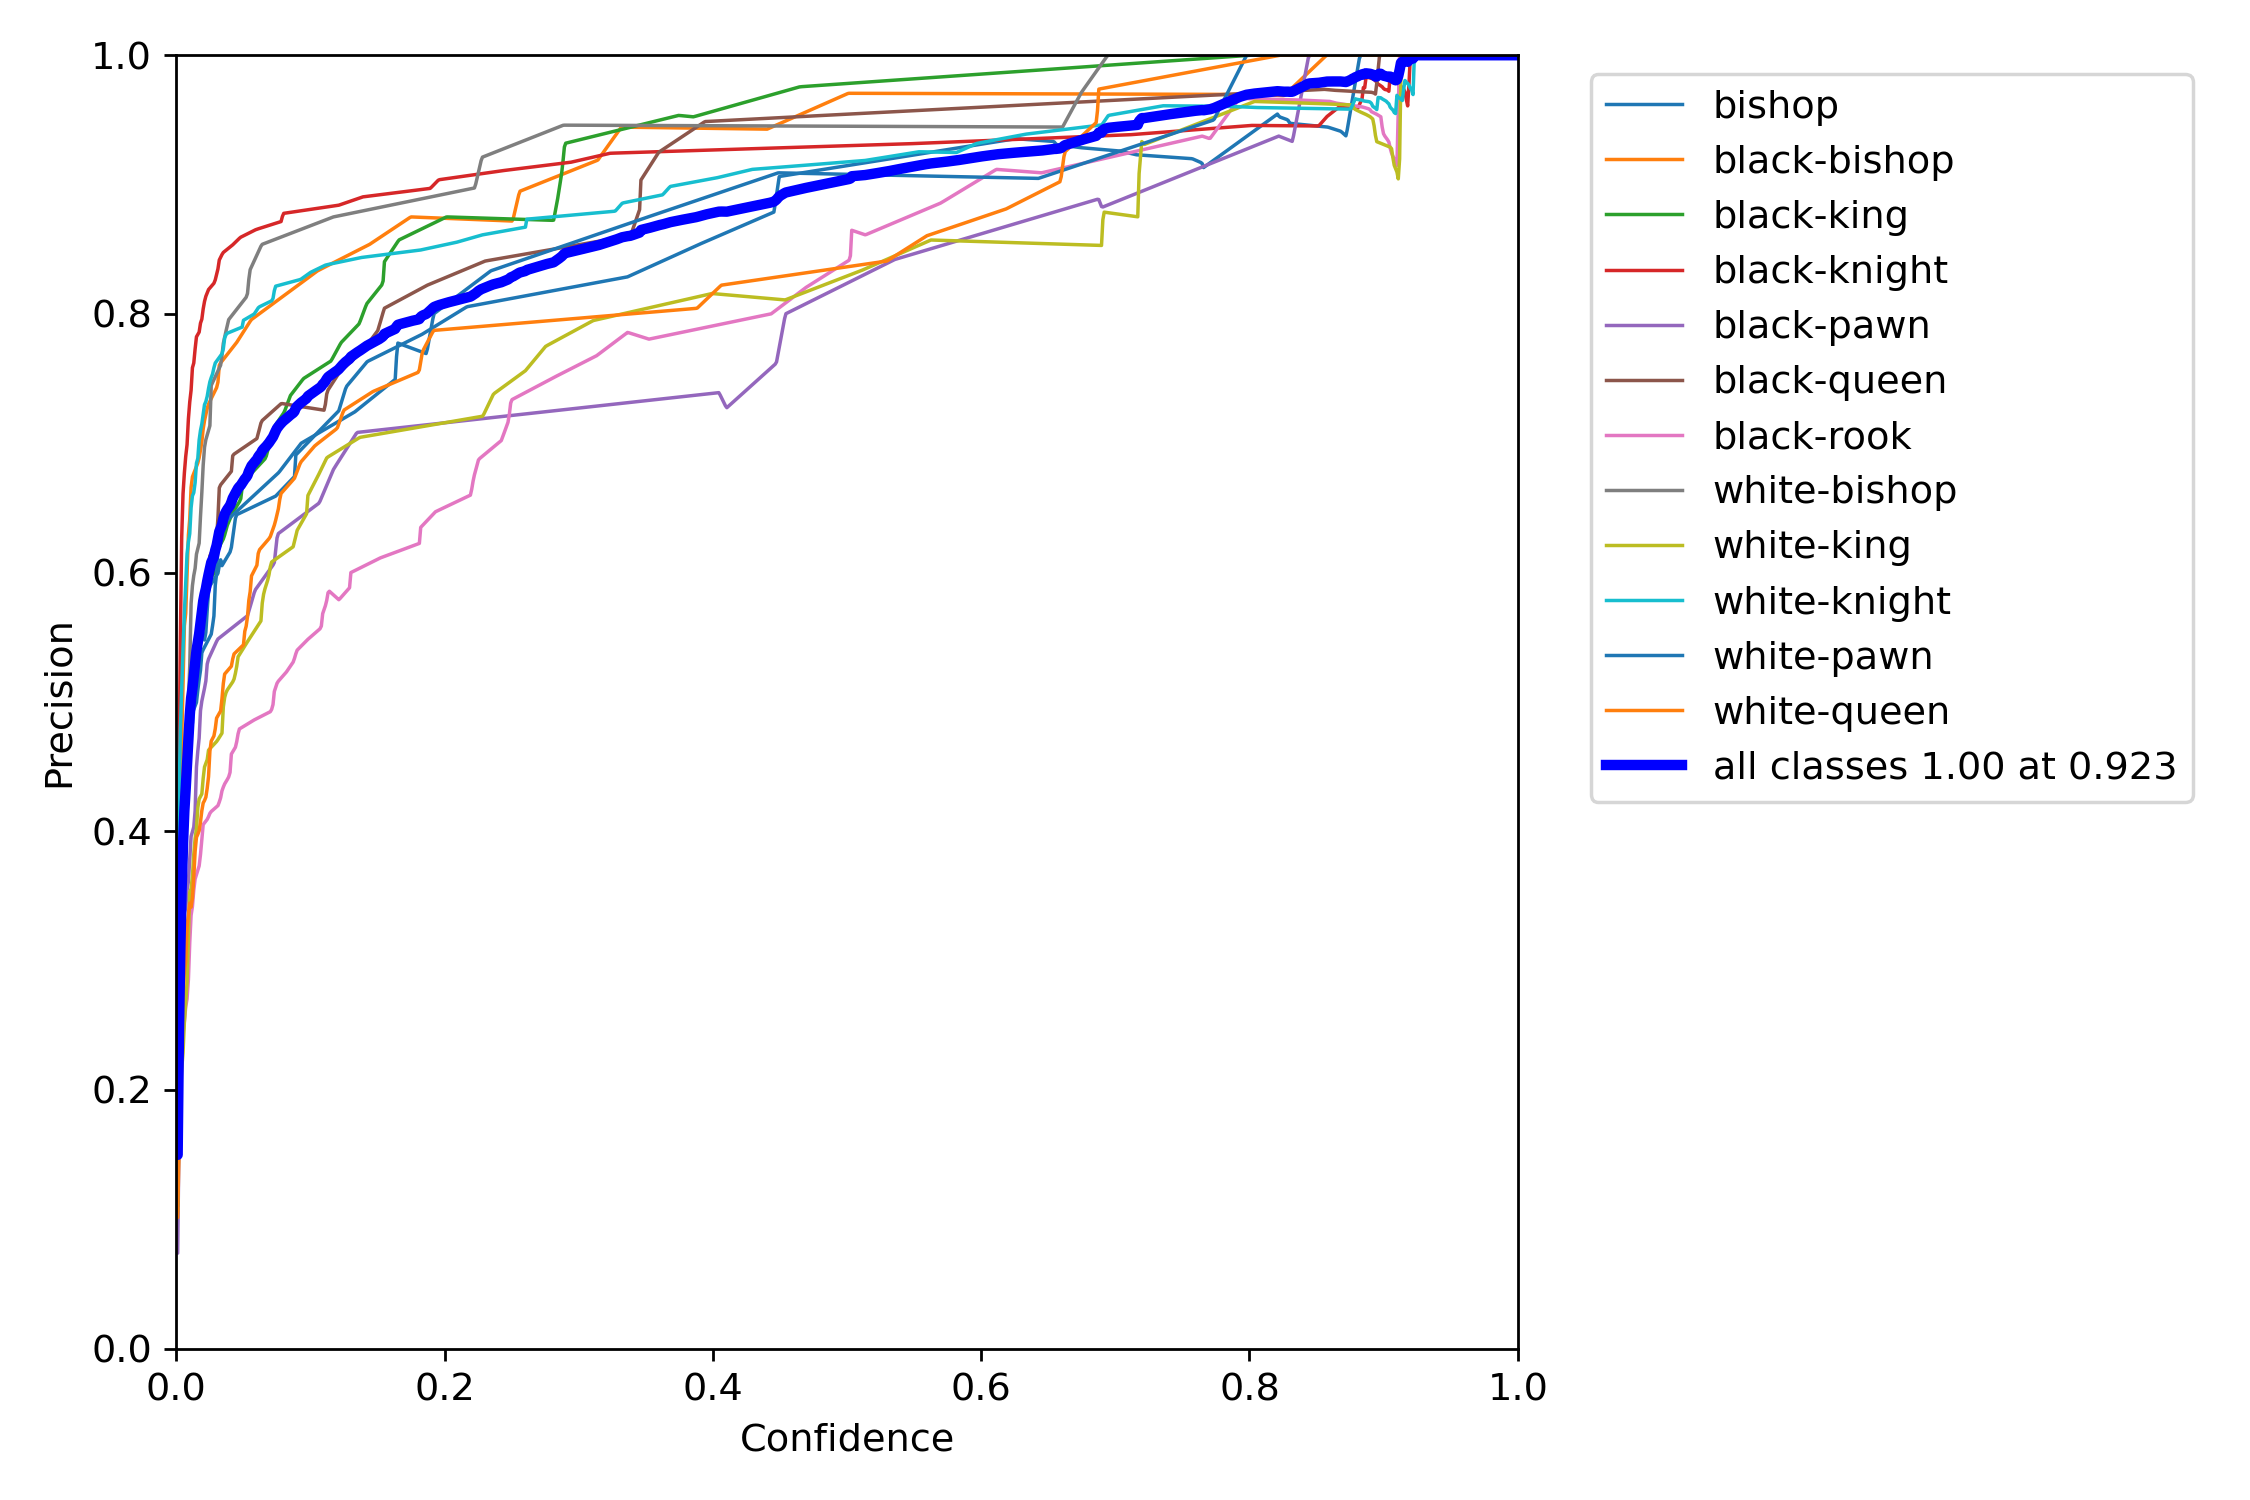 1.0
0.8
0.6
0.4
0.2
0.0
Precision
0.0 0.2 0.4 0.6 0.8 1.0
Confidence
bishop
black-bishop
black-king
black-knight
black-pawn
black-queen
black-rook
white-bishop
white-king
white-knight
white-pawn
white-queen
all classes 1.00 at 0.923